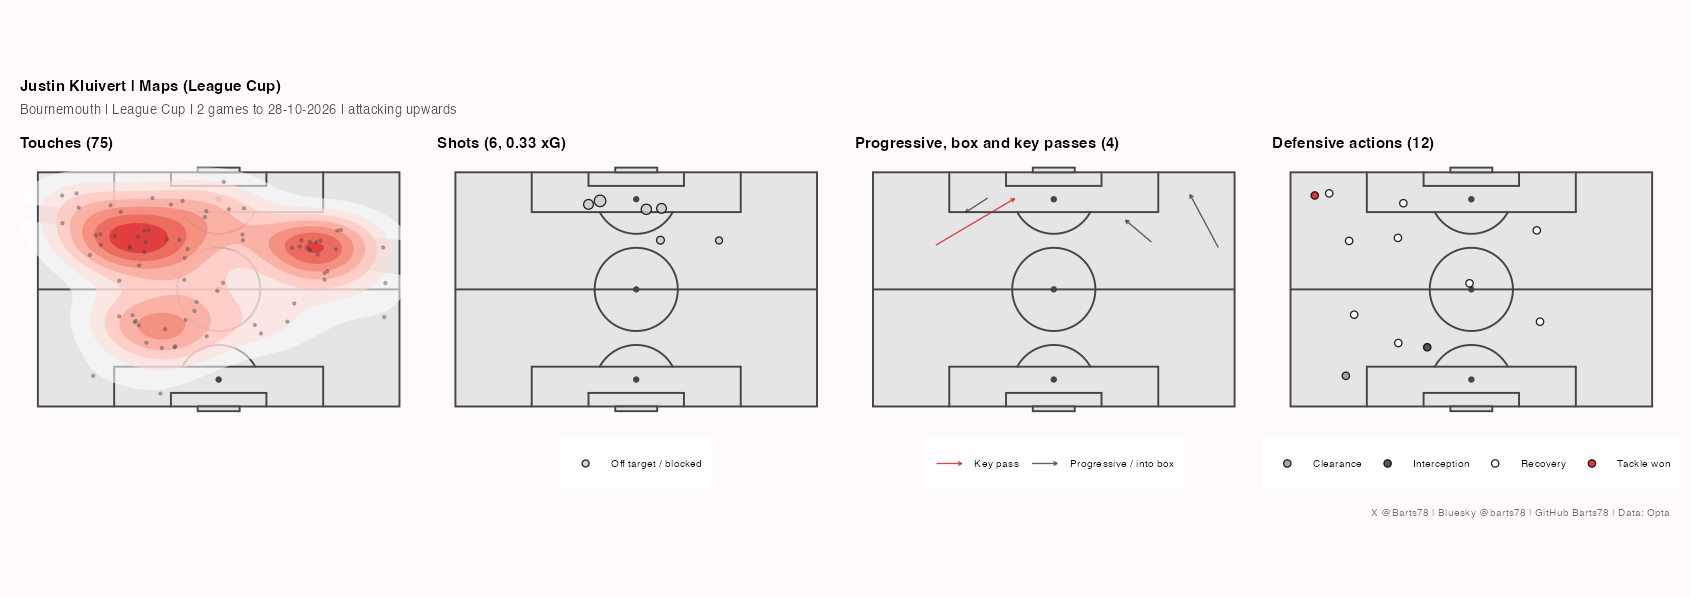 Justin Kluivert | Maps (League Cup)
Bournemouth | League Cup | 2 games to 28-10-2026 | attacking upwards
Touches (75)
Shots (6, 0.33 xG)
Progressive, box and key passes (4)
Defensive actions (12)
Off target / blocked
Key pass
Progressive / into box
Clearance
Interception
Recovery
Tackle won
X @Barts78 | Bluesky @barts78 | GitHub Barts78 | Data: Opta